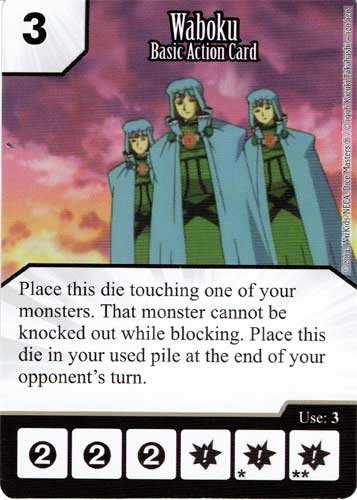 3
Waboku
Basic Action Card
Place this die touching one of your
monsters. That monster cannot be
knocked out while blocking. Place this
die in your used pile at the end of your
opponent's turn.
Use: 3
2 2 2 ! ! !
* **